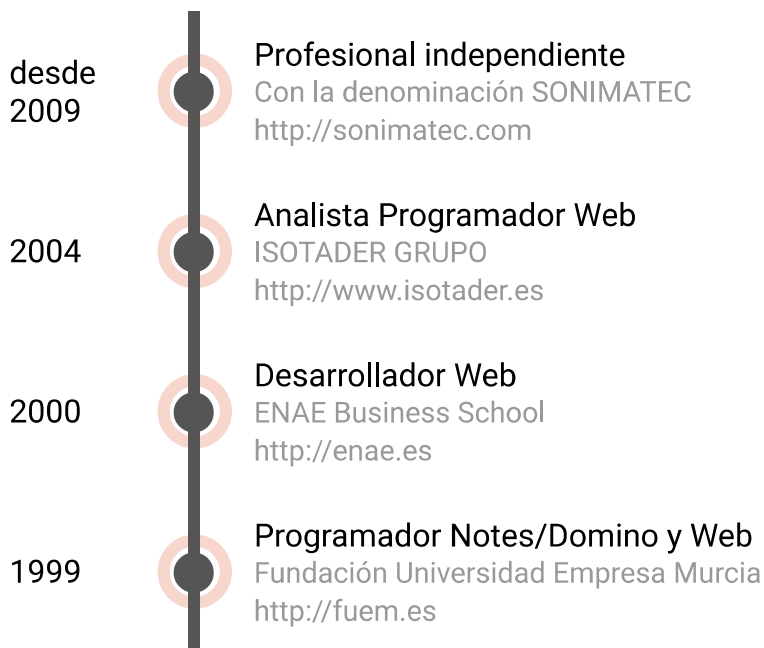 desde
2009
Profesional independiente
Con la denominación SONIMATEC
http://sonimatec.com
2004
Analista Programador Web
ISOTADER GRUPO
http://www.isotader.es
2000
Desarrollador Web
ENAE Business School
http://enae.es
1999
Programador Notes/Domino y Web
Fundación Universidad Empresa Murcia
http://fuem.es